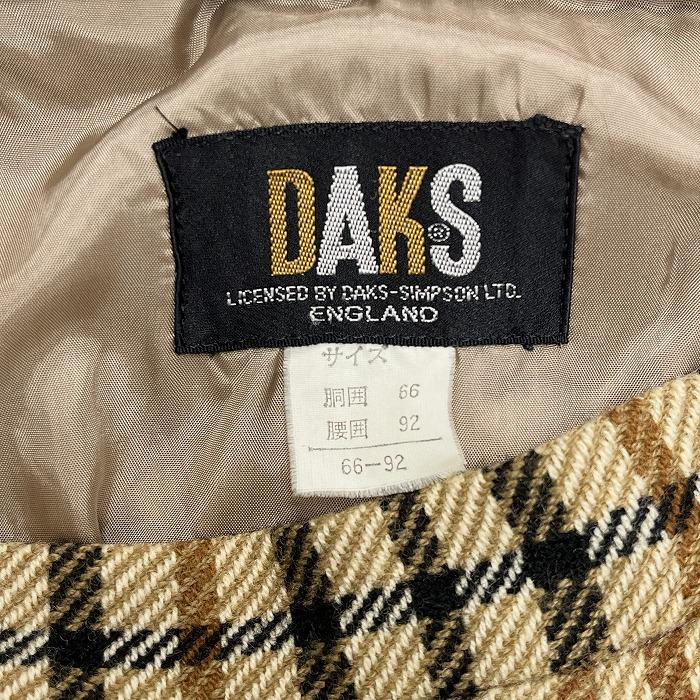 DAKS®
LICENSED BY DAKS-SIMPSON LTD.
ENGLAND
サイズ
胴囲 66
腰囲 92
66-92